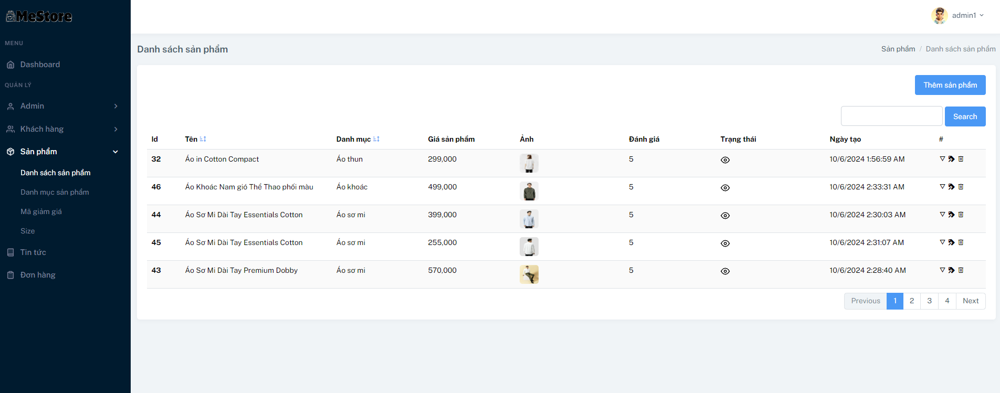 MeStore
admin1
MENU
Dashboard
QUẢN LÝ
Admin
Khách hàng
Sản phẩm
Danh sách sản phẩm
Danh mục sản phẩm
Mã giảm giá
Size
Tin tức
Đơn hàng
Danh sách sản phẩm
Sản phẩm / Danh sách sản phẩm
Thêm sản phẩm
Search
Id Tên Danh mục Giá sản phẩm Ảnh Đánh giá Trạng thái Ngày tạo #
32 Áo in Cotton Compact Áo thun 299,000 5 10/6/2024 1:56:59 AM
46 Áo Khoác Nam gió Thể Thao phối màu Áo khoác 499,000 5 10/6/2024 2:33:31 AM
44 Áo Sơ Mi Dài Tay Essentials Cotton Áo sơ mi 399,000 5 10/6/2024 2:30:03 AM
45 Áo Sơ Mi Dài Tay Essentials Cotton Áo sơ mi 255,000 5 10/6/2024 2:31:07 AM
43 Áo Sơ Mi Dài Tay Premium Dobby Áo sơ mi 570,000 5 10/6/2024 2:28:40 AM
Previous 1 2 3 4 Next